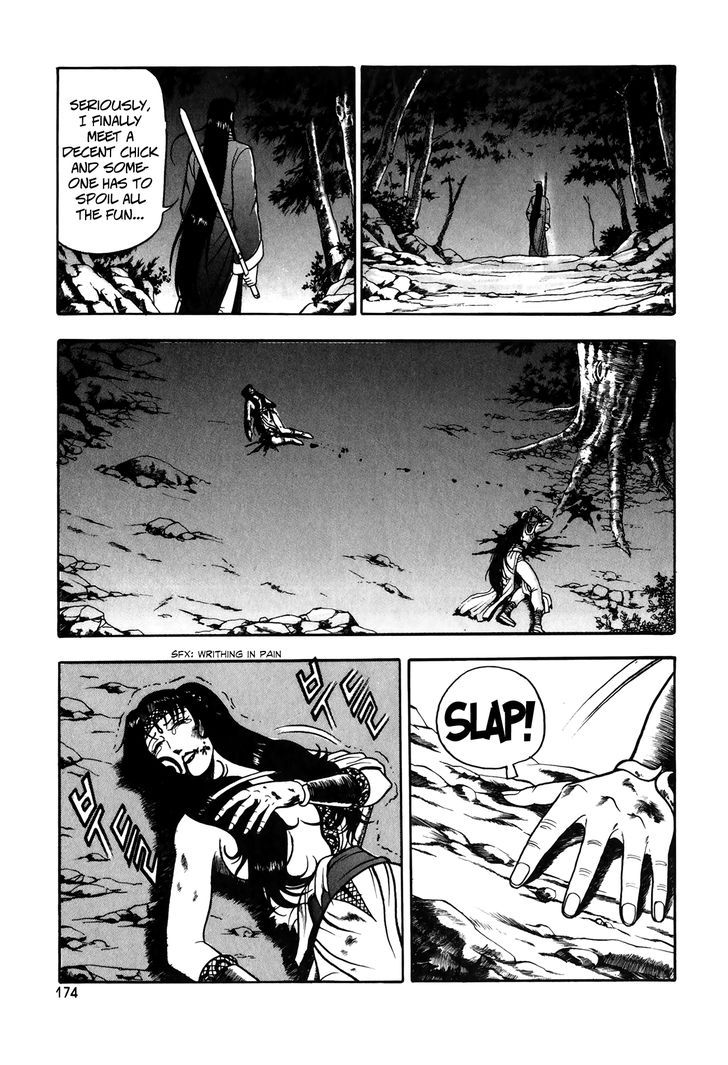 SERIOUSLY,
I FINALLY
MEET A
DECENT CHICK
AND SOME-
ONE HAS TO
SPOIL ALL
THE FUN...
SFX: WRITHING IN PAIN
SLAP!
174